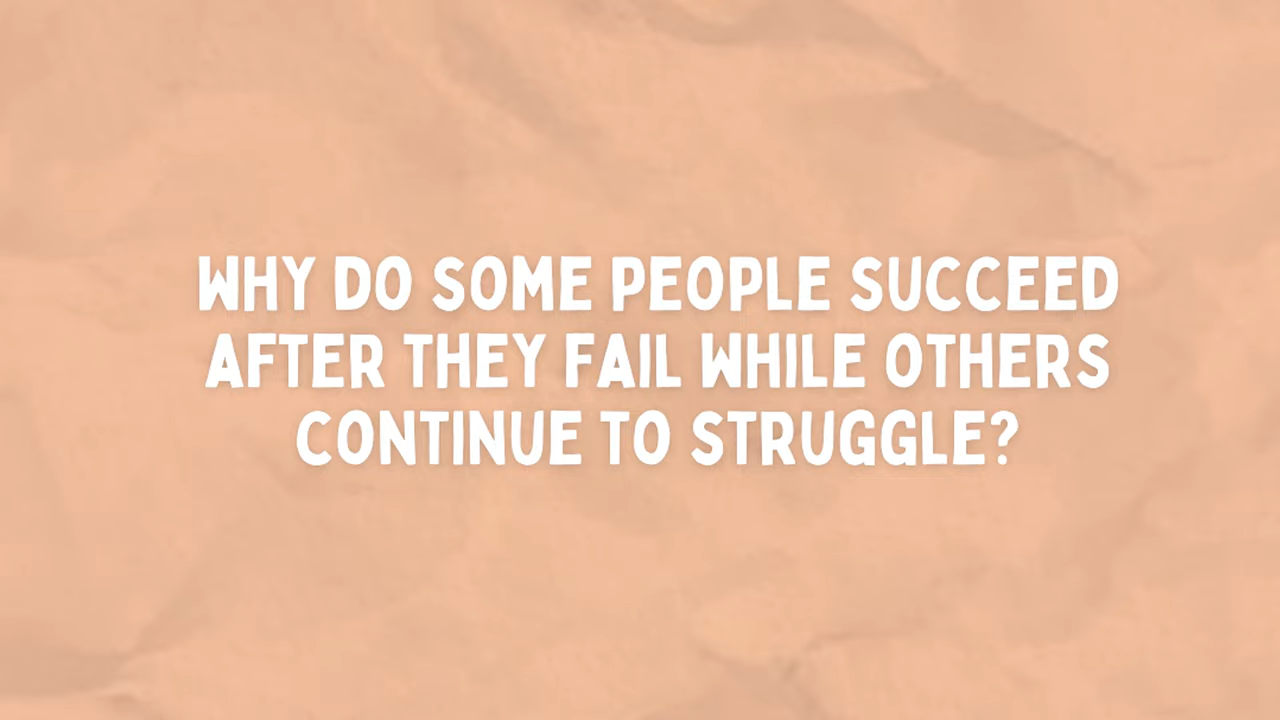 WHY DO SOME PEOPLE SUCCEED
AFTER THEY FAIL WHILE OTHERS
CONTINUE TO STRUGGLE?